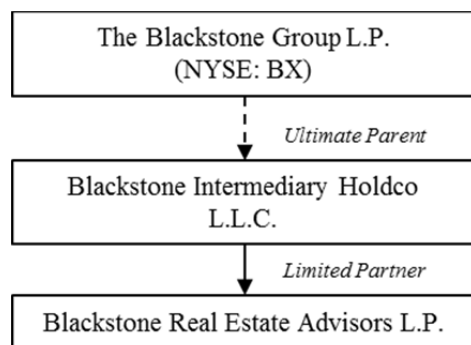 The Blackstone Group L.P.
(NYSE: BX)
Ultimate Parent
Blackstone Intermediary Holdco
L.L.C.
Limited Partner
Blackstone Real Estate Advisors L.P.